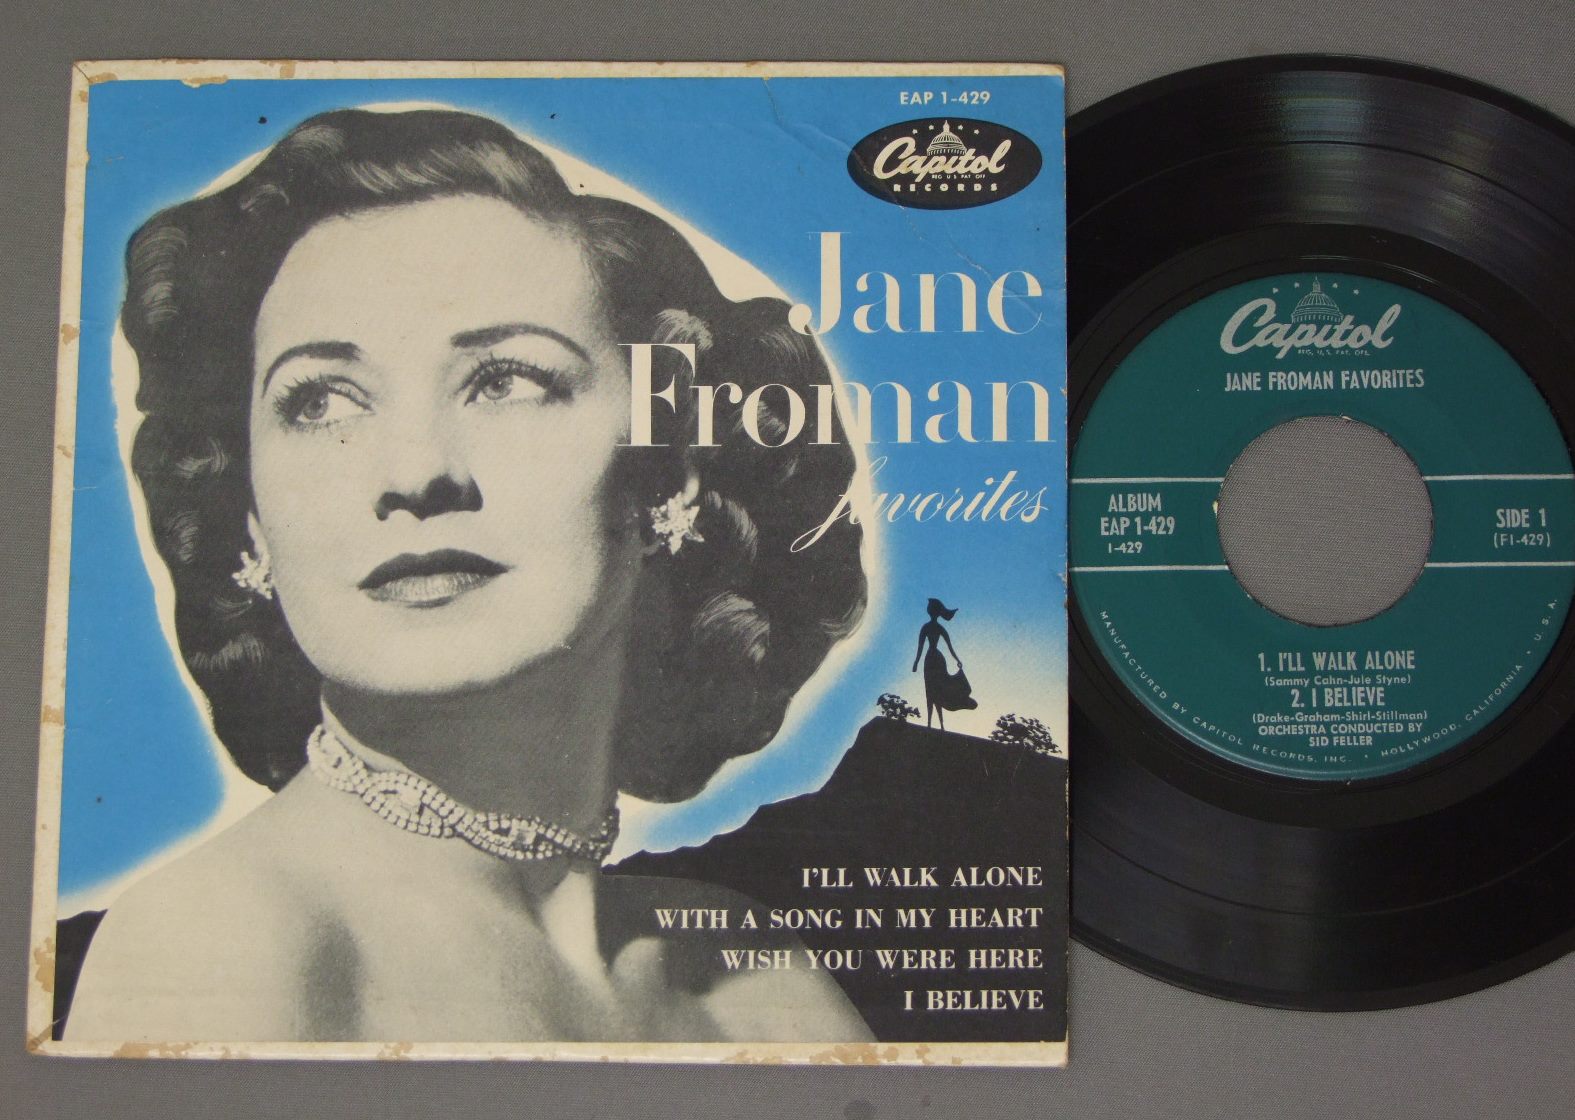 EAP 1-429
Capitol
REG. U.S. PAT. OFF.
RECORDS
Jane
Froman
favorites
I'LL WALK ALONE
WITH A SONG IN MY HEART
WISH YOU WERE HERE
I BELIEVE
Capitol
REG. U.S. PAT. OFF.
JANE FROMAN FAVORITES
ALBUM
EAP 1-429
1-429
SIDE 1
(F1-429)
1. I'LL WALK ALONE
(Sammy Cahn-Jule Styne)
2. I BELIEVE
(Drake-Graham-Shirl-Stillman)
ORCHESTRA CONDUCTED BY
SID FELLER
MANUFACTURED BY CAPITOL RECORDS, INC. • HOLLYWOOD, CALIFORNIA • U.S.A.